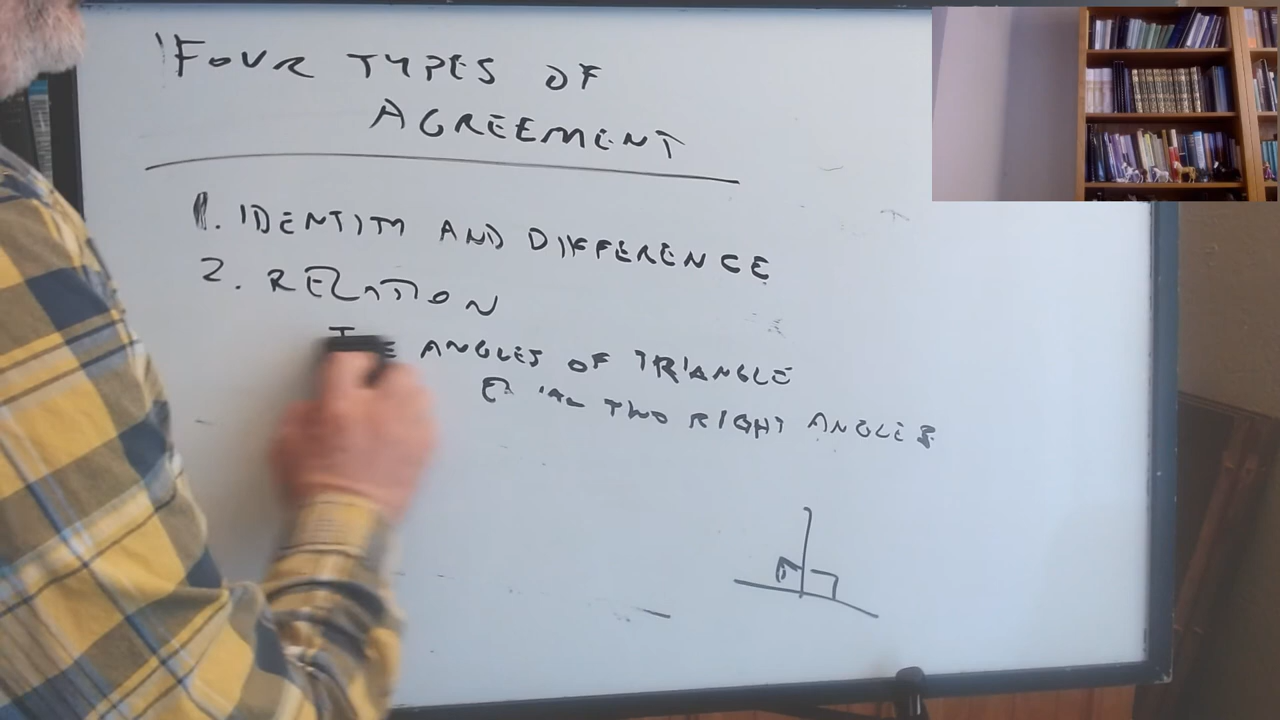 FOUR TYPES OF
AGREEMENT
1. IDENTITY AND DIFFERENCE
2. RELATION
ANGLES OF TRIANGLE
TWO RIGHT ANGLES